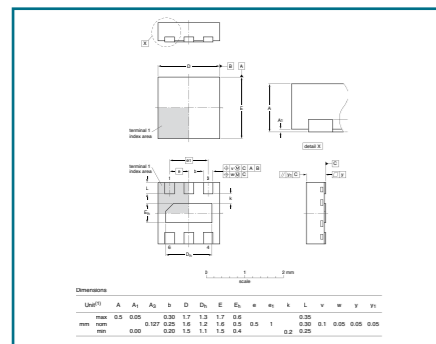 X
D
B A
E
A
A1
detail X
terminal 1
index area
terminal 1
index area
e1
e
b
v M C A B
w M C
1
3
L
k
Eh
6
4
Dh
C
y1 C
y
0 1 2 mm
scale
Dimensions
Unit(1) A A1 A3 b D Dh E Eh e e1 k L v w y y1
max 0.5 0.05 0.30 1.7 1.3 1.7 0.6 0.35
mm nom 0.127 0.25 1.6 1.2 1.6 0.5 0.5 1 0.30 0.1 0.05 0.05 0.05
min 0.00 0.20 1.5 1.1 1.5 0.4 0.2 0.25